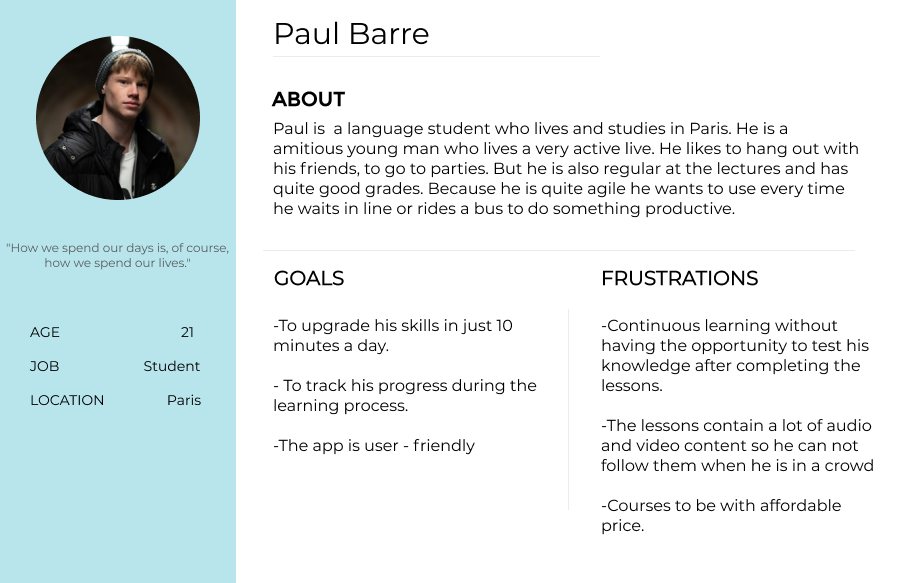 Paul Barre
ABOUT
Paul is  a language student who lives and studies in Paris. He is a
amitious young man who lives a very active live. He likes to hang out with
his friends, to go to parties. But he is also regular at the lectures and has
quite good grades. Because he is quite agile he wants to use every time
he waits in line or rides a bus to do something productive.
"How we spend our days is, of course,
how we spend our lives."
AGE 21
JOB Student
LOCATION Paris
GOALS
-To upgrade his skills in just 10
minutes a day.
- To track his progress during the
learning process.
-The app is user - friendly
FRUSTRATIONS
-Continuous learning without
having the opportunity to test his
knowledge after completing the
lessons.
-The lessons contain a lot of audio
and video content so he can not
follow them when he is in a crowd
-Courses to be with affordable
price.